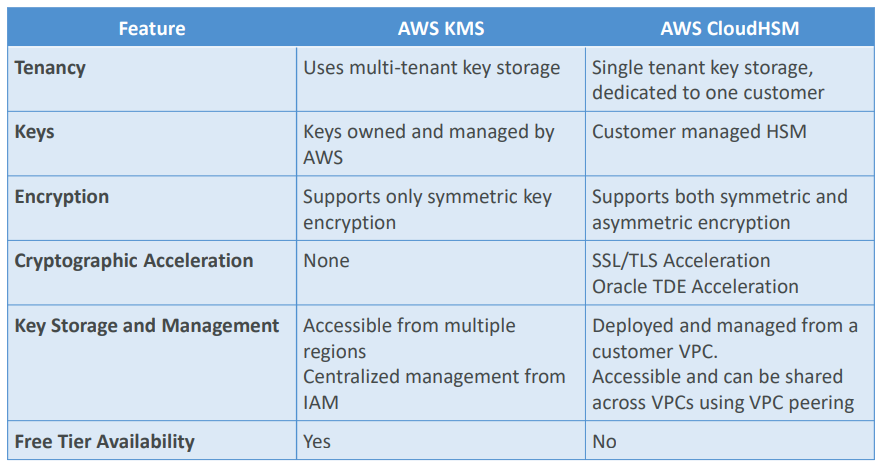 Feature AWS KMS AWS CloudHSM
Tenancy Uses multi-tenant key storage Single tenant key storage,
dedicated to one customer
Keys Keys owned and managed by Customer managed HSM
AWS
Encryption Supports only symmetric key Supports both symmetric and
encryption asymmetric encryption
Cryptographic Acceleration None SSL/TLS Acceleration
Oracle TDE Acceleration
Key Storage and Management Accessible from multiple Deployed and managed from a
regions customer VPC.
Centralized management from Accessible and can be shared
IAM across VPCs using VPC peering
Free Tier Availability Yes No